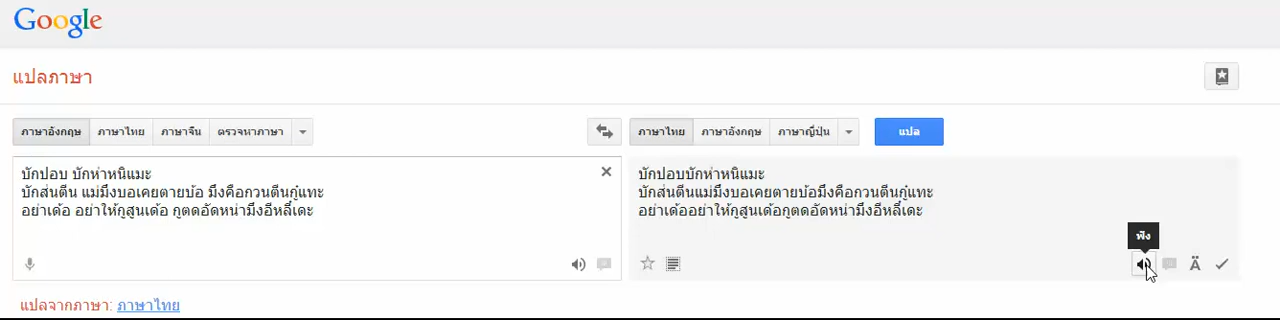 Google
แปลภาษา
ภาษาอังกฤษ ภาษาไทย ภาษาจีน ตรวจหาภาษา
ภาษาไทย ภาษาอังกฤษ ภาษาญี่ปุ่น แปล
บักปอบ บักห่าหนิแมะ
บักส่นตีน แม่มึงบอเคยตายบ้อ มึงคือกวนตีนกู่แทะ
อย่าเด้อ อย่าให้กูสูนเด้อ กูตดอัดหน่ามึงอีหลี่เดะ
บักปอบบักห่าหนิแมะ
บักส่นตีนแม่มึงบอเคยตายบ้อมึงคือกวนตีนกู่แทะ
อย่าเด้ออย่าให้กูสูนเด้อกูตดอัดหน่ามึงอีหลี่เดะ
ฟัง
Ä
แปลจากภาษา: ภาษาไทย